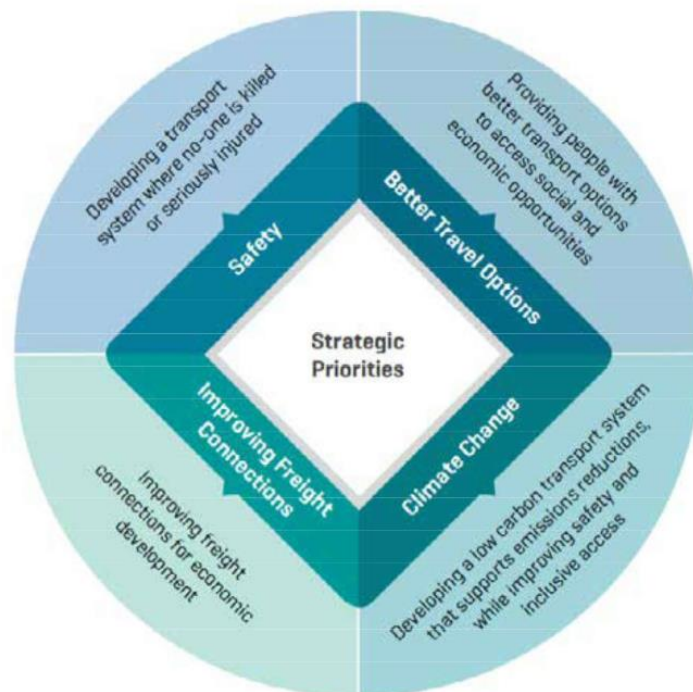 Developing a transport
system where no-one is killed
or seriously injured
Safety
Providing people with
better transport options
to access social and
economic opportunities
Better Travel Options
Strategic
Priorities
Improving Freight
Connections
Improving freight
connections for economic
development
Climate Change
Developing a low carbon transport system
that supports emissions reductions,
while improving safety and
inclusive access